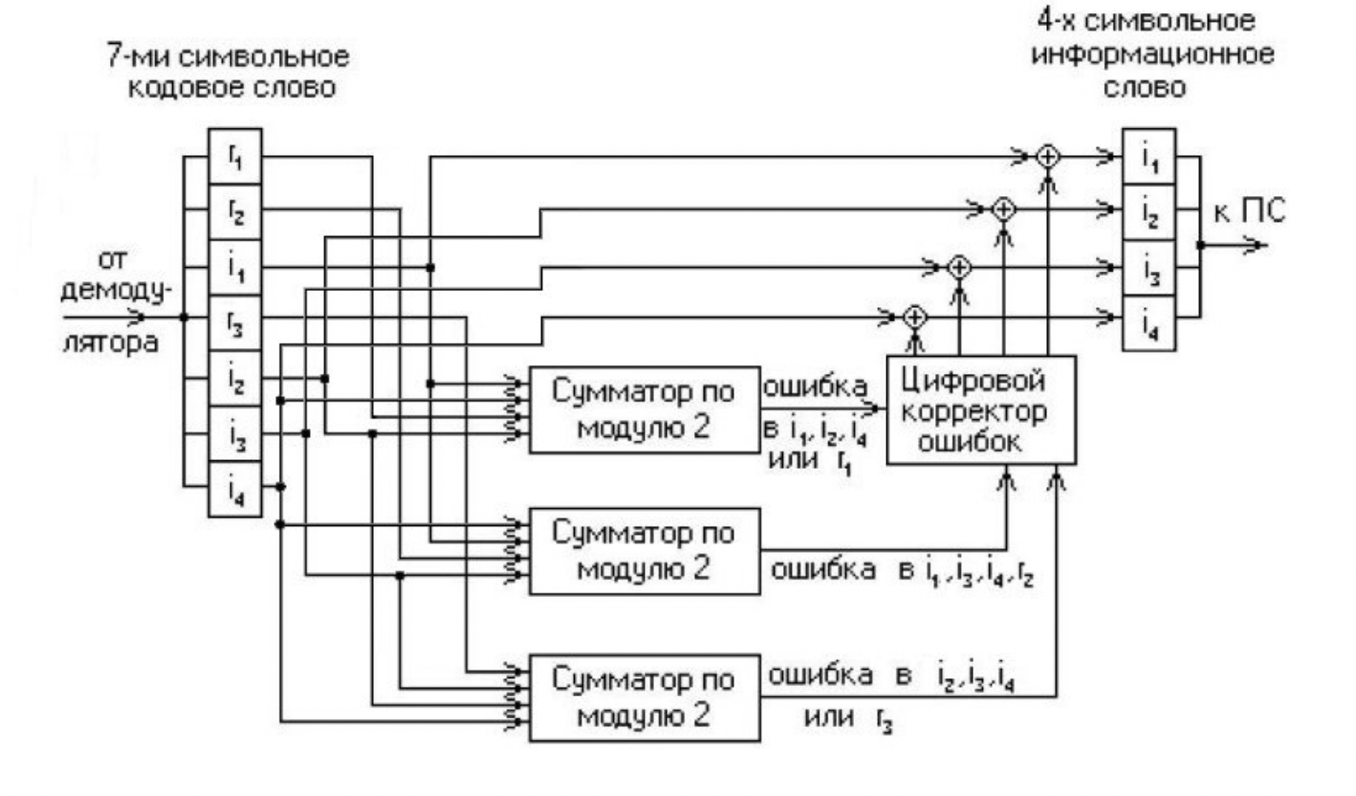 7-ми символьное
кодовое слово
4-х символьное
информационное
слово
r₁
r₂
i₁
r₃
i₂
i₃
i₄
от
демоду-
лятора
i₁
i₂
i₃
i₄
к ПС
Сумматор по
модулю 2
ошибка
в i₁, i₂, i₄
или r₁
Цифровой
корректор
ошибок
Сумматор по
модулю 2
ошибка в i₁,i₃,i₄,r₂
Сумматор по
модулю 2
ошибка в i₂,i₃,i₄
или r₃